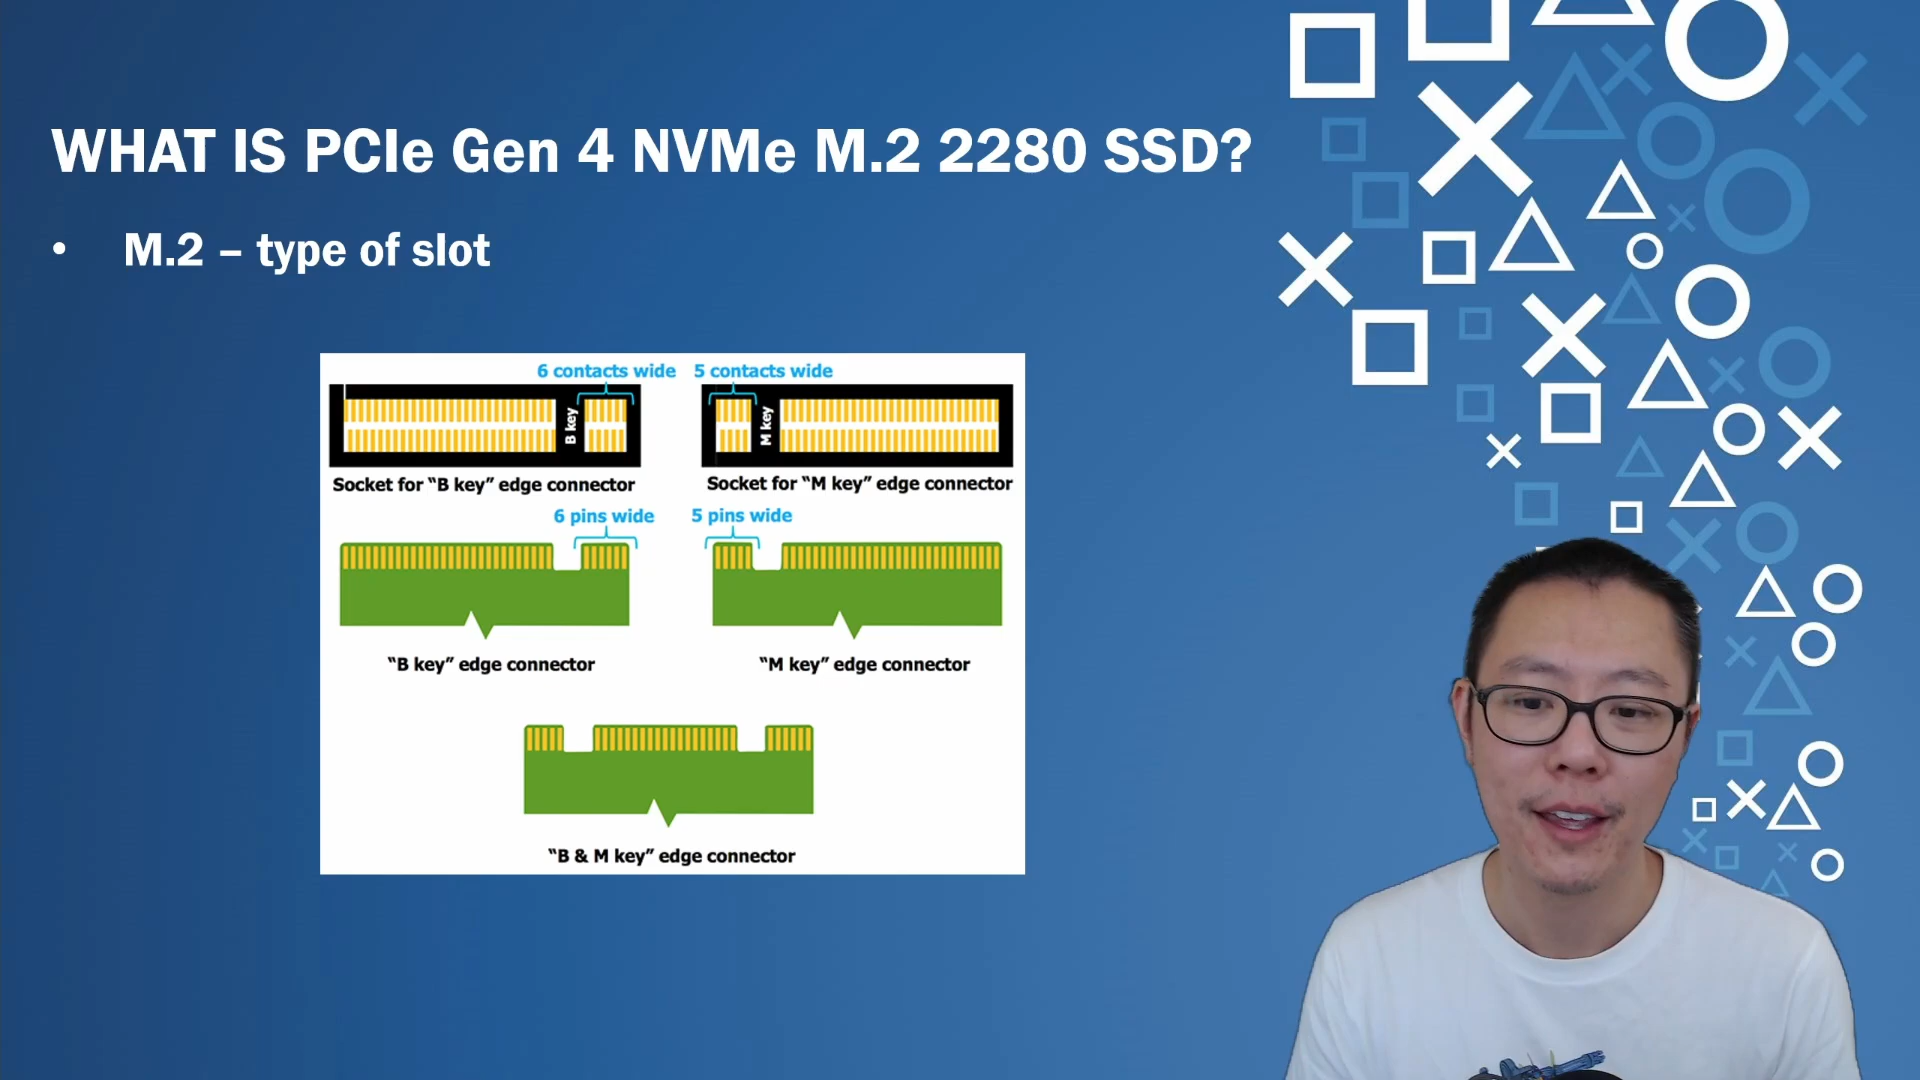 WHAT IS PCIe Gen 4 NVMe M.2 2280 SSD?
• M.2 – type of slot
6 contacts wide
5 contacts wide
B key
M key
Socket for “B key” edge connector
Socket for “M key” edge connector
6 pins wide
5 pins wide
“B key” edge connector
“M key” edge connector
“B & M key” edge connector